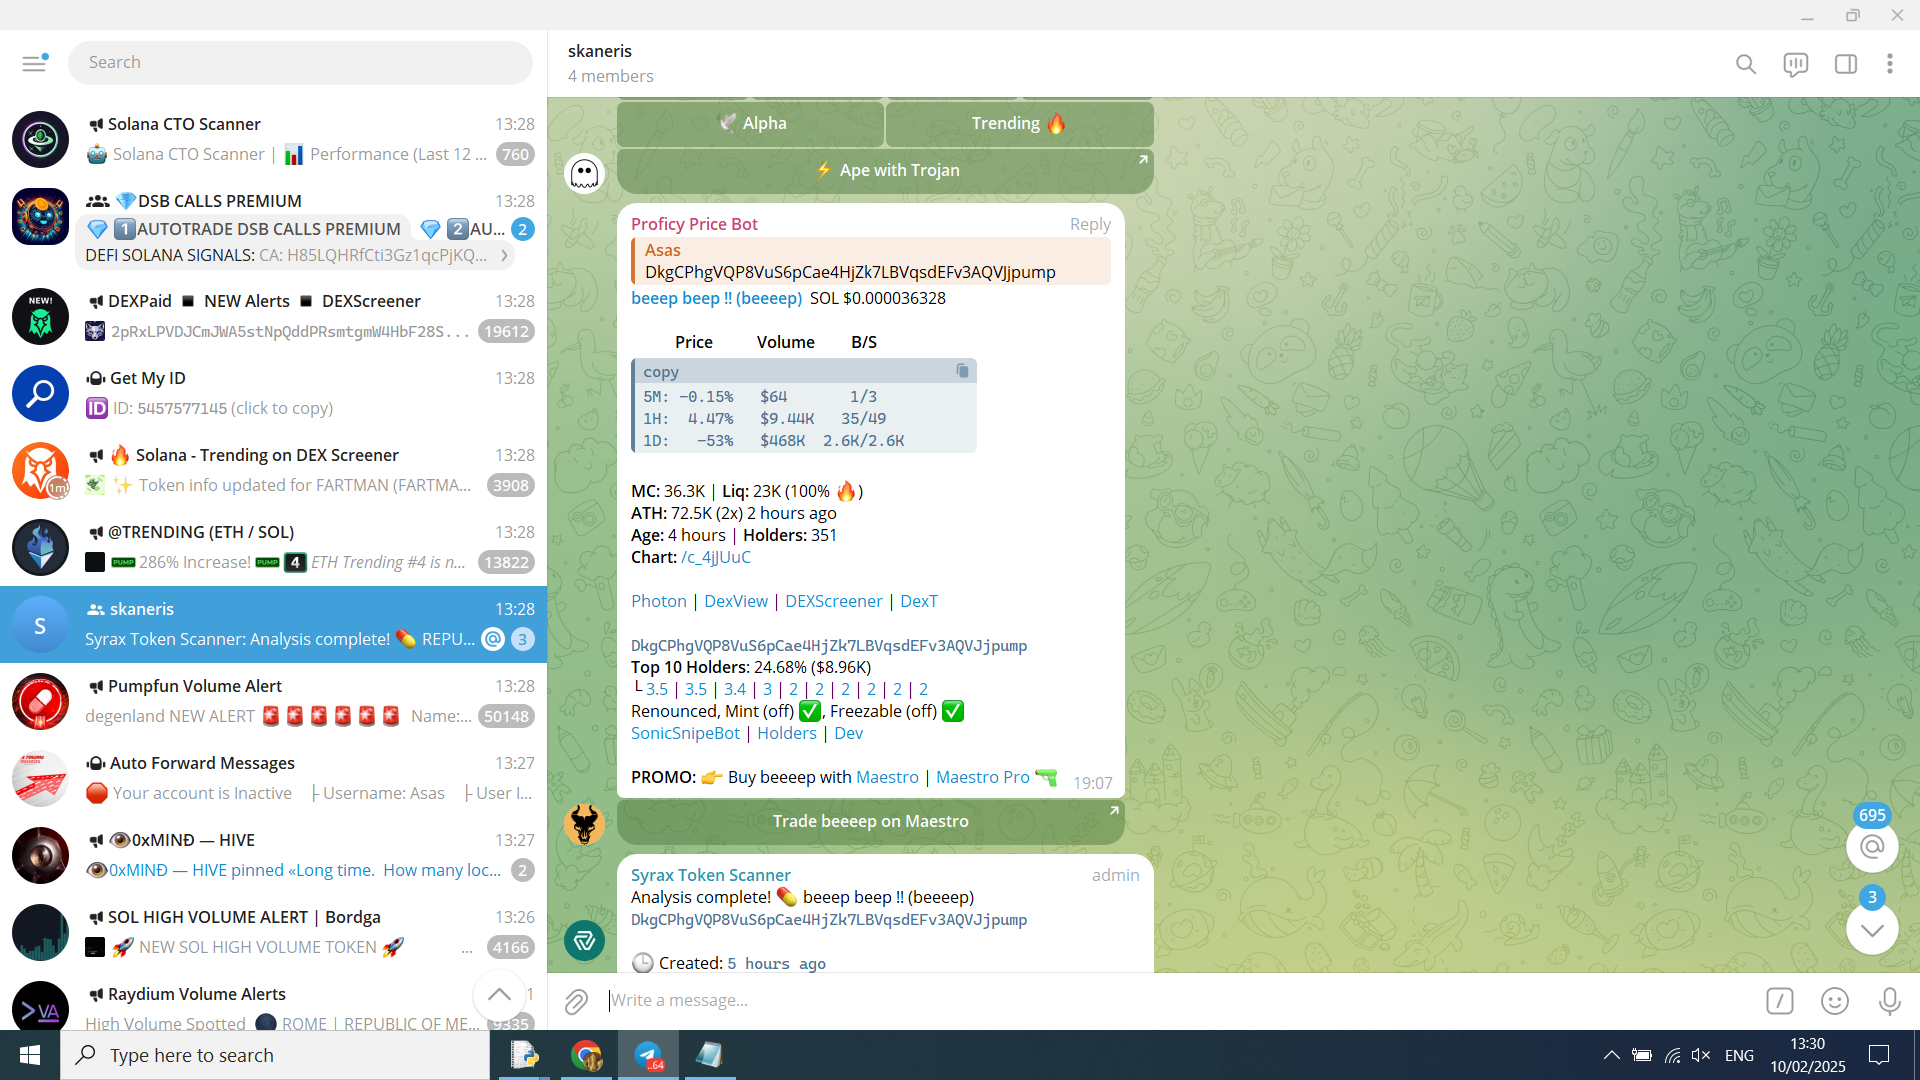 Search
Solana CTO Scanner 13:28
Solana CTO Scanner | Performance (Last 12 ... 760
DSB CALLS PREMIUM 13:28
1 AUTOTRADE DSB CALLS PREMIUM 2 AU... 2
DEFI SOLANA SIGNALS: CA: H85LQHRfCti3Gz1qcPjKQ...
NEW!
DEXPaid NEW Alerts DEXScreener 13:28
2pRxLPVDJCmJWA5stNpQddPRsmtgmW4HbF28S... 19612
Get My ID 13:28
ID ID: 5457577145 (click to copy)
Solana - Trending on DEX Screener 13:28
1m
Token info updated for FARTMAN (FARTMA... 3908
@TRENDING (ETH / SOL) 13:28
PUMP 286% Increase! PUMP 4 ETH Trending #4 is n... 13822
S
skaneris 13:28
Syrax Token Scanner: Analysis complete! REPU... @ 3
Pumpfun Volume Alert 13:28
degenland NEW ALERT Name:... 50148
Auto Forward Messages 13:27
Your account is Inactive ├ Username: Asas ├ User I...
0xMINĐ — HIVE 13:27
0xMINĐ — HIVE pinned «Long time. How many loc... 2
SOL HIGH VOLUME ALERT | Bordga 13:26
NEW SOL HIGH VOLUME TOKEN ... 4166
>VA
Raydium Volume Alerts 1
High Volume Spotted ROME | REPUBLIC OF ME... 9335
skaneris
4 members
Alpha
Trending
Ape with Trojan
Proficy Price Bot Reply
Asas
DkgCPhgVQP8VuS6pCae4HjZk7LBVqsdEFv3AQVJjpump
beeep beep !! (beeeep) SOL $0.000036328
Price Volume B/S
copy
5M: −0.15% $64 1/3
1H: 4.47% $9.44K 35/49
1D: −53% $468K 2.6K/2.6K
MC: 36.3K | Liq: 23K (100% )
ATH: 72.5K (2x) 2 hours ago
Age: 4 hours | Holders: 351
Chart: /c_4jJUuC
Photon | DexView | DEXScreener | DexT
DkgCPhgVQP8VuS6pCae4HjZk7LBVqsdEFv3AQVJjpump
Top 10 Holders: 24.68% ($8.96K)
└ 3.5 | 3.5 | 3.4 | 3 | 2 | 2 | 2 | 2 | 2 | 2
Renounced, Mint (off) ✅, Freezable (off) ✅
SonicSnipeBot | Holders | Dev
PROMO: Buy beeeep with Maestro | Maestro Pro 19:07
Trade beeeep on Maestro
Syrax Token Scanner admin
Analysis complete! beeep beep !! (beeeep)
DkgCPhgVQP8VuS6pCae4HjZk7LBVqsdEFv3AQVJjpump
Created: 5 hours ago
695
@
3
Write a message...
Type here to search
..64
ENG
13:30
10/02/2025